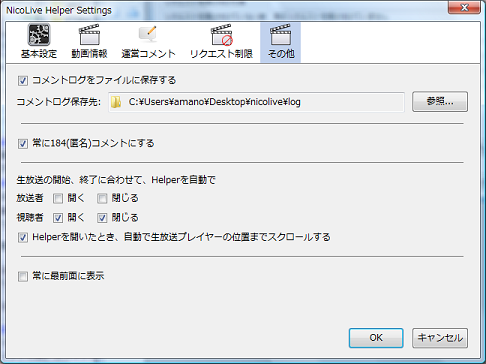 NicoLive Helper Settings
基本設定 動画情報 運営コメント リクエスト制限 その他
コメントログをファイルに保存する
コメントログ保存先: C:¥Users¥amano¥Desktop¥nicolive¥log 参照...
常に184(匿名)コメントにする
生放送の開始、終了に合わせて、Helperを自動で
放送者 開く 閉じる
視聴者 開く 閉じる
Helperを開いたとき、自動で生放送プレイヤーの位置までスクロールする
常に最前面に表示
OK キャンセル